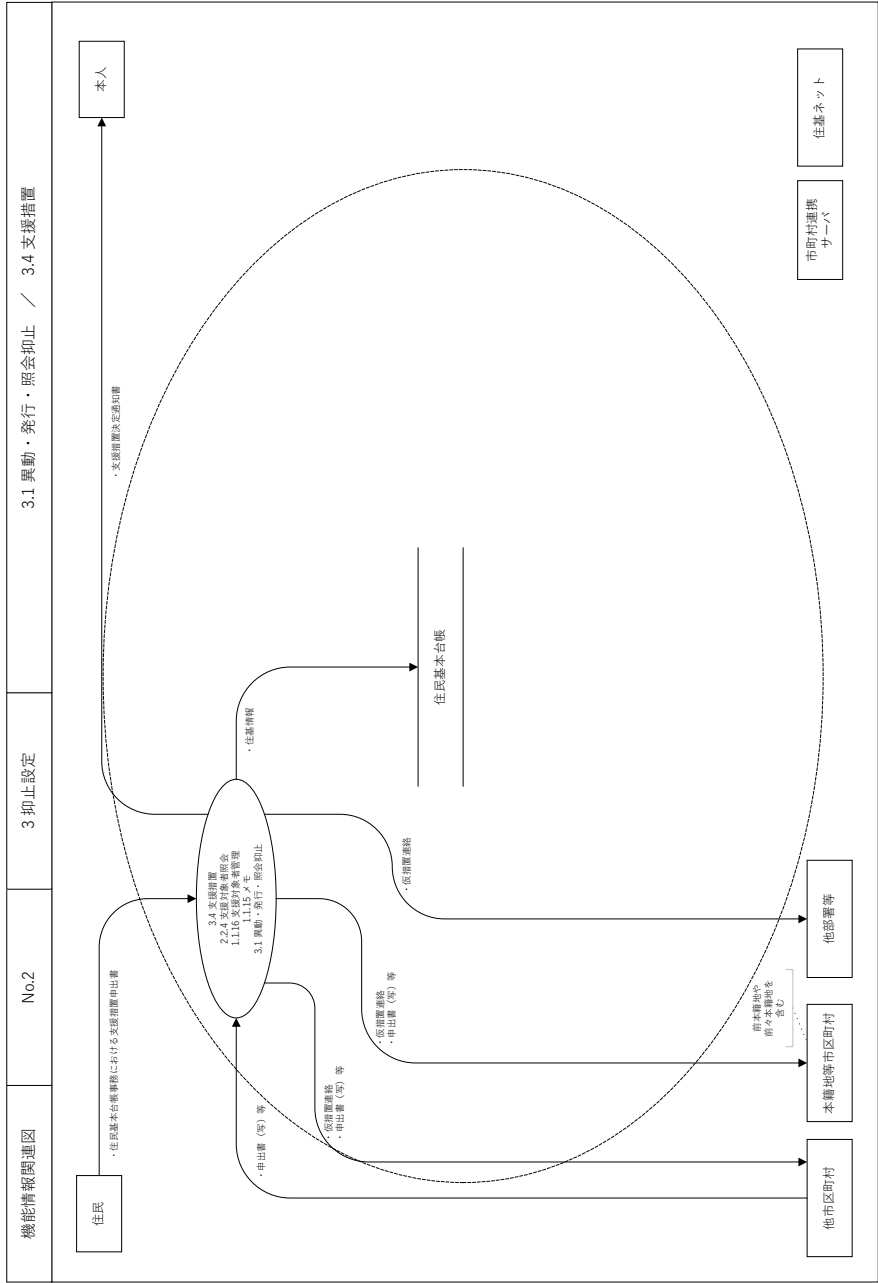 機能情報関連図
No.2
3 抑止設定
3.1 異動・発行・照会抑止　／　3.4 支援措置
住民
・住民基本台帳事務における支援措置申出書
・支援措置決定通知書
本人
3.4 支援措置
2.2.4 支援対象者照会
1.1.16 支援対象者管理
1.1.15 メモ
3.1 異動・発行・照会抑止
・住基情報
・申出書（写）等
・仮措置連絡
・申出書（写）等
・仮措置連絡
・申出書（写）等
・仮措置連絡
住民基本台帳
前本籍地や
前々本籍地を
含む
他市区町村
本籍地等市区町村
他部署等
市町村連携
サーバ
住基ネット